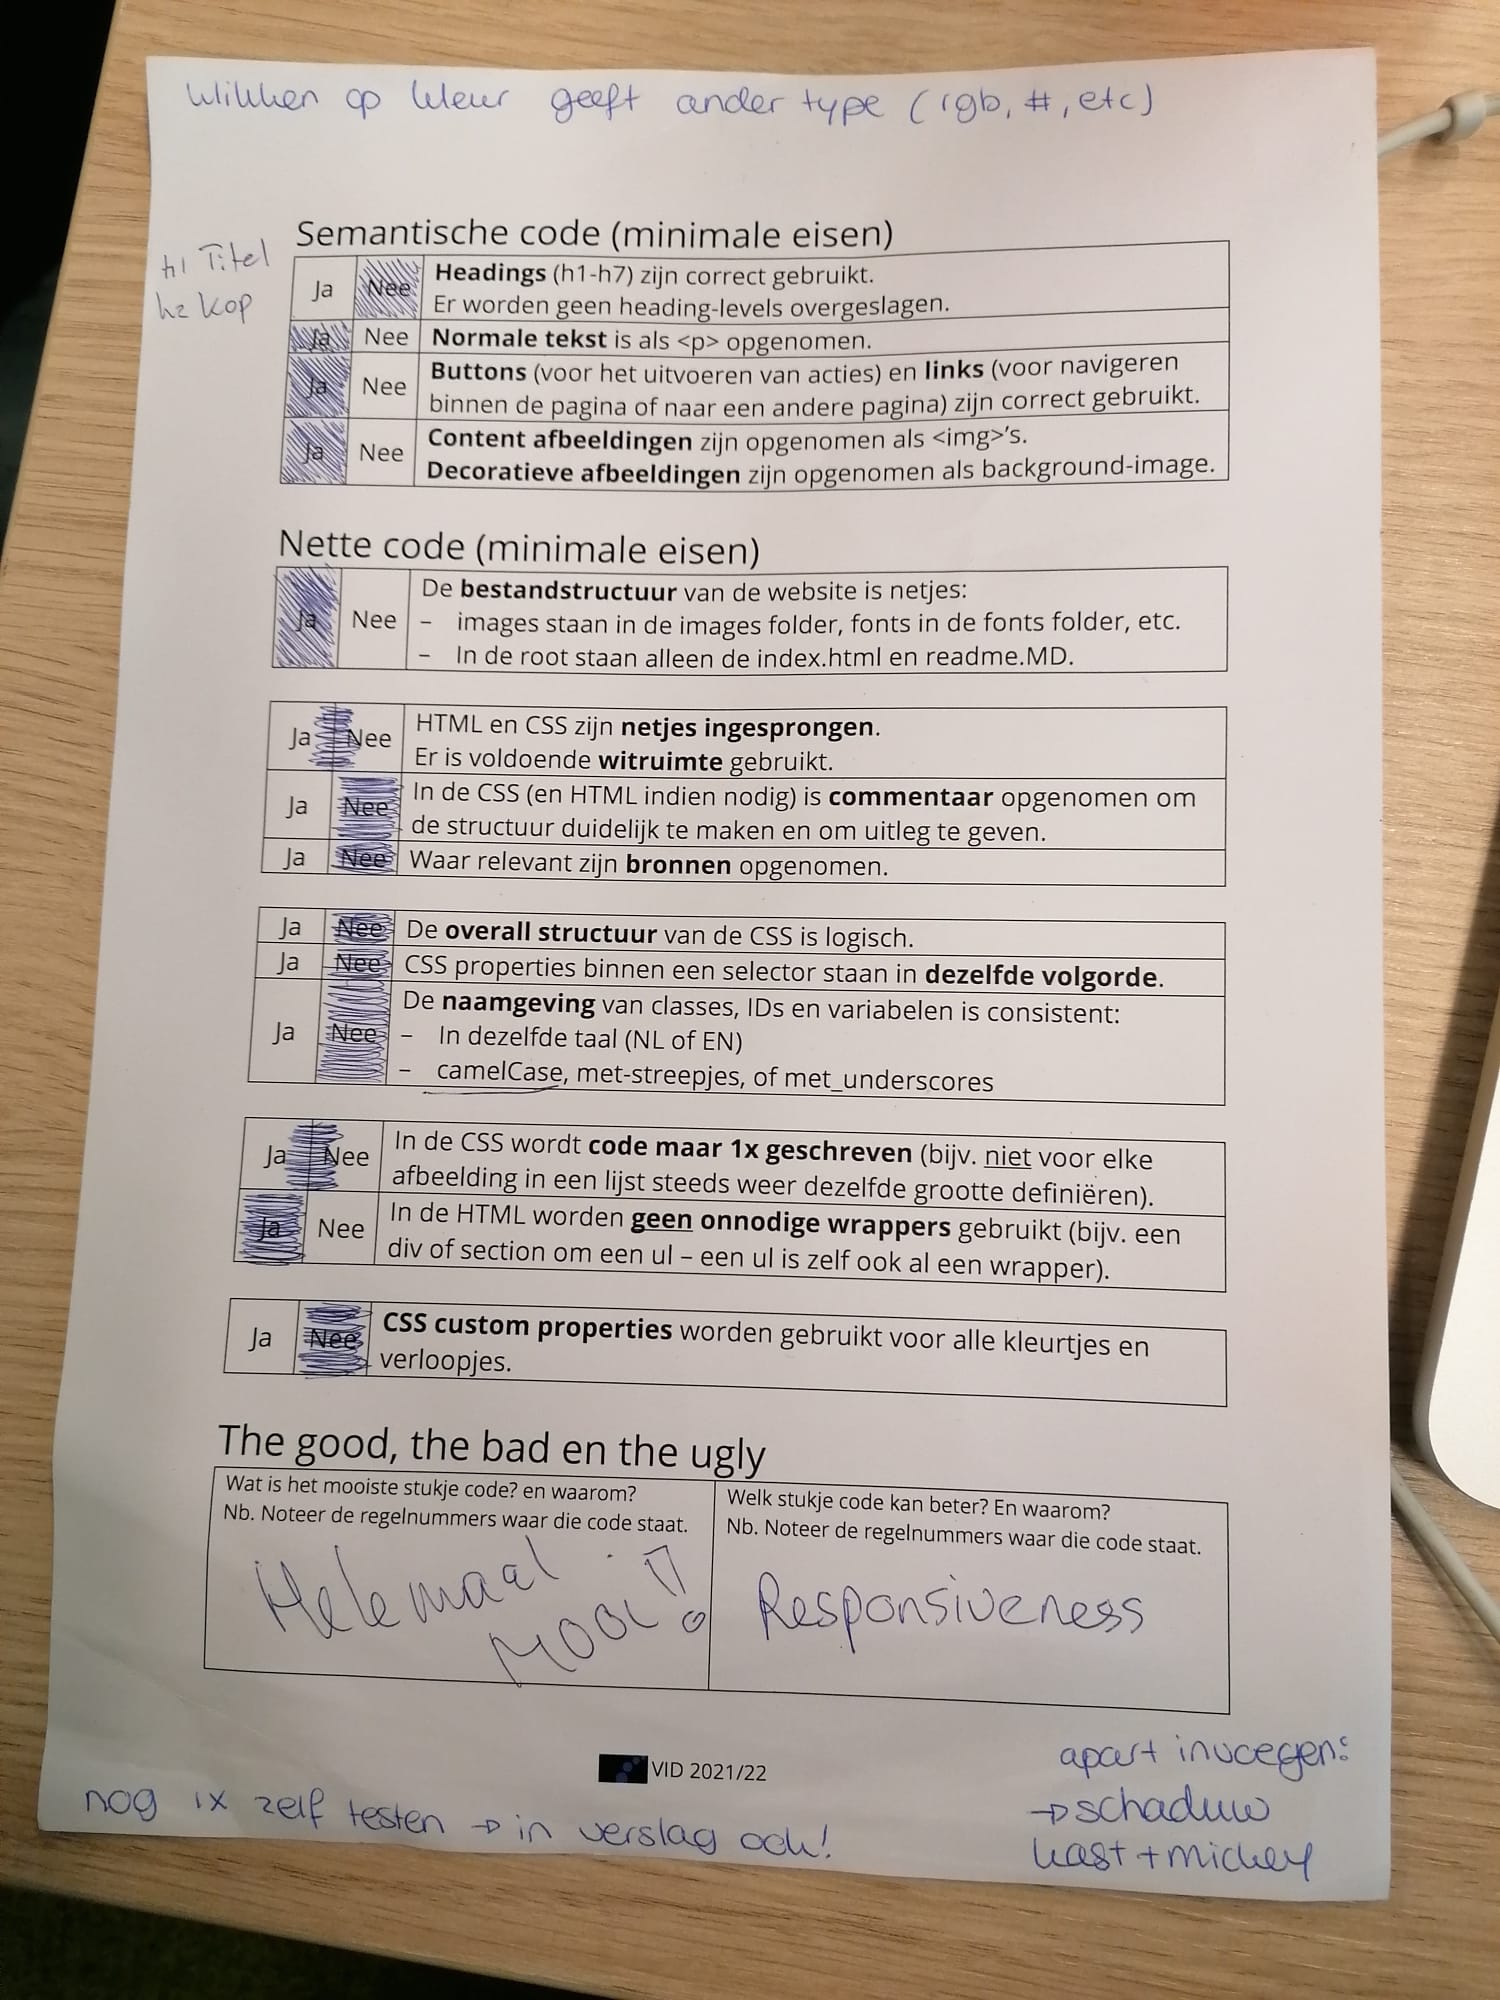 klikken op kleur geeft ander type (rgb, #, etc)
h1 Titel
h2 kop
Semantische code (minimale eisen)
Ja Nee Headings (h1-h7) zijn correct gebruikt.
Er worden geen heading-levels overgeslagen.
Ja Nee Normale tekst is als <p> opgenomen.
Ja Nee Buttons (voor het uitvoeren van acties) en links (voor navigeren
binnen de pagina of naar een andere pagina) zijn correct gebruikt.
Ja Nee Content afbeeldingen zijn opgenomen als <img>'s.
Decoratieve afbeeldingen zijn opgenomen als background-image.
Nette code (minimale eisen)
Ja Nee De bestandstructuur van de website is netjes:
– images staan in de images folder, fonts in de fonts folder, etc.
– In de root staan alleen de index.html en readme.MD.
Ja Nee HTML en CSS zijn netjes ingesprongen.
Er is voldoende witruimte gebruikt.
Ja Nee In de CSS (en HTML indien nodig) is commentaar opgenomen om
de structuur duidelijk te maken en om uitleg te geven.
Ja Nee Waar relevant zijn bronnen opgenomen.
Ja Nee De overall structuur van de CSS is logisch.
Ja Nee CSS properties binnen een selector staan in dezelfde volgorde.
Ja Nee De naamgeving van classes, IDs en variabelen is consistent:
– In dezelfde taal (NL of EN)
– camelCase, met-streepjes, of met_underscores
Ja Nee In de CSS wordt code maar 1x geschreven (bijv. niet voor elke
afbeelding in een lijst steeds weer dezelfde grootte definiëren).
Ja Nee In de HTML worden geen onnodige wrappers gebruikt (bijv. een
div of section om een ul – een ul is zelf ook al een wrapper).
Ja Nee CSS custom properties worden gebruikt voor alle kleurtjes en
verloopjes.
The good, the bad en the ugly
Wat is het mooiste stukje code? en waarom?
Nb. Noteer de regelnummers waar die code staat.
Helemaal
MOOI!
Welk stukje code kan beter? En waarom?
Nb. Noteer de regelnummers waar die code staat.
Responsiveness
VID 2021/22
nog 1x zelf testen → in verslag ook!
apart invoegen:
→ schaduw
kast + mickey